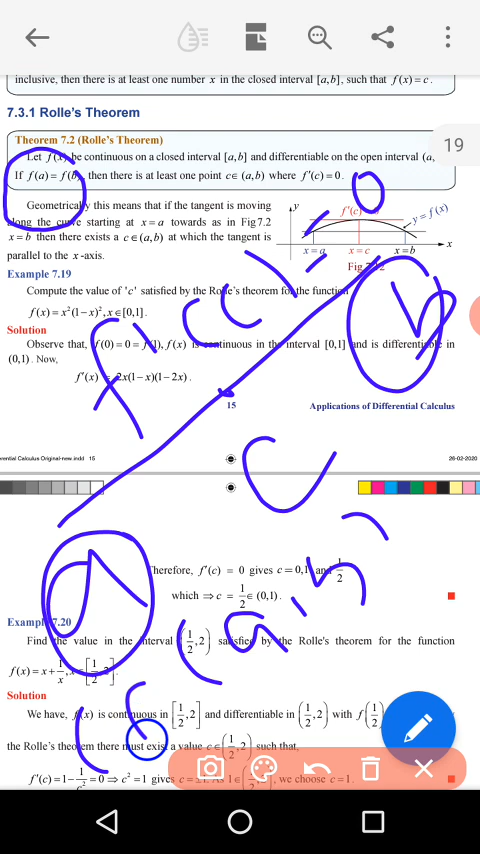 inclusive, then there is at least one number x in the closed interval [a,b], such that f(x) = c.
7.3.1 Rolle's Theorem
19
Theorem 7.2 (Rolle's Theorem)
Let f(x) be continuous on a closed interval [a,b] and differentiable on the open interval (a,
If f(a) = f(b), then there is at least one point c∈(a,b) where f′(c) = 0.
Geometrically this means that if the tangent is moving
along the curve starting at x = a towards as in Fig 7.2
x = b then there exists a c∈(a,b) at which the tangent is
parallel to the x-axis.
y
f′(c)
y = f(x)
x
x = a x = c x = b
Example 7.19
Compute the value of 'c' satisfied by the Rolle's theorem for the function
f(x) = x²(1−x)², x∈[0,1].
Solution
Observe that, f(0) = 0 = f(1), f(x) is continuous in the interval [0,1] and is differentiable in
(0,1). Now,
f′(x) = 2x(1−x)(1−2x).
15 Applications of Differential Calculus
erential Calculus Original-new.indd 15 26-02-2020
Therefore, f′(c) = 0 gives c = 0,1 and 1/2
which ⇒ c = 1/2 ∈ (0,1).
Example 7.20
Find the value in the interval (1/2, 2) satisfied by the Rolle's theorem for the function
f(x) = x + 1/x, x
Solution
We have, f(x) is continuous in [1/2, 2] and differentiable in (1/2, 2) with f(1/2)
the Rolle's theorem there must exist a value c∈(1/2, 2) such that,
f′(c) = 1 − 1/c² = 0 ⇒ c² = 1 gives we choose c = 1.
f'(c) = 0
b
c
a
(a, b)